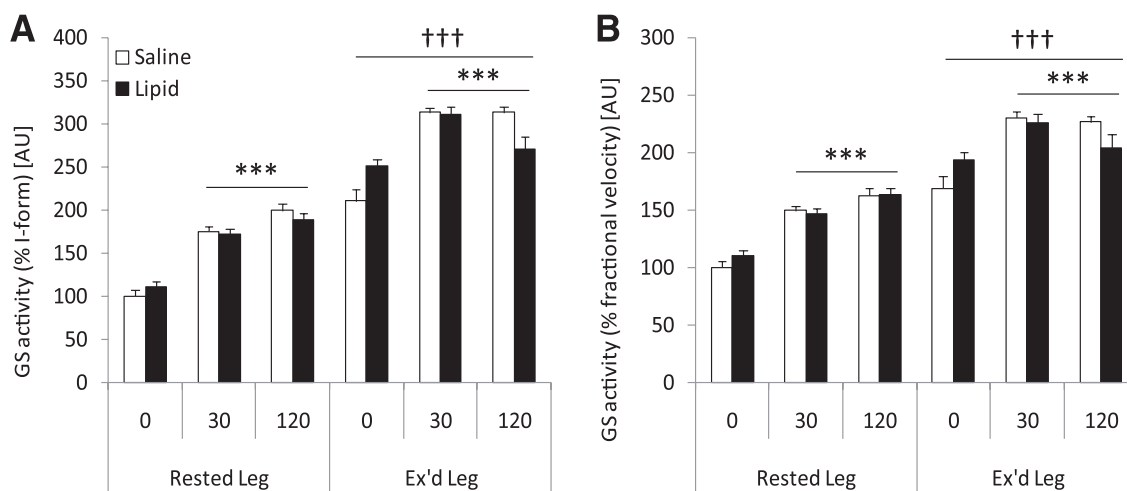 A
GS activity (% I-form) [AU]
400
350
300
250
200
150
100
50
0
Saline
Lipid
***
†††
***
0 30 120 0 30 120
Rested Leg Ex'd Leg
B
GS activity (% fractional velocity) [AU]
300
250
200
150
100
50
0
***
†††
***
0 30 120 0 30 120
Rested Leg Ex'd Leg